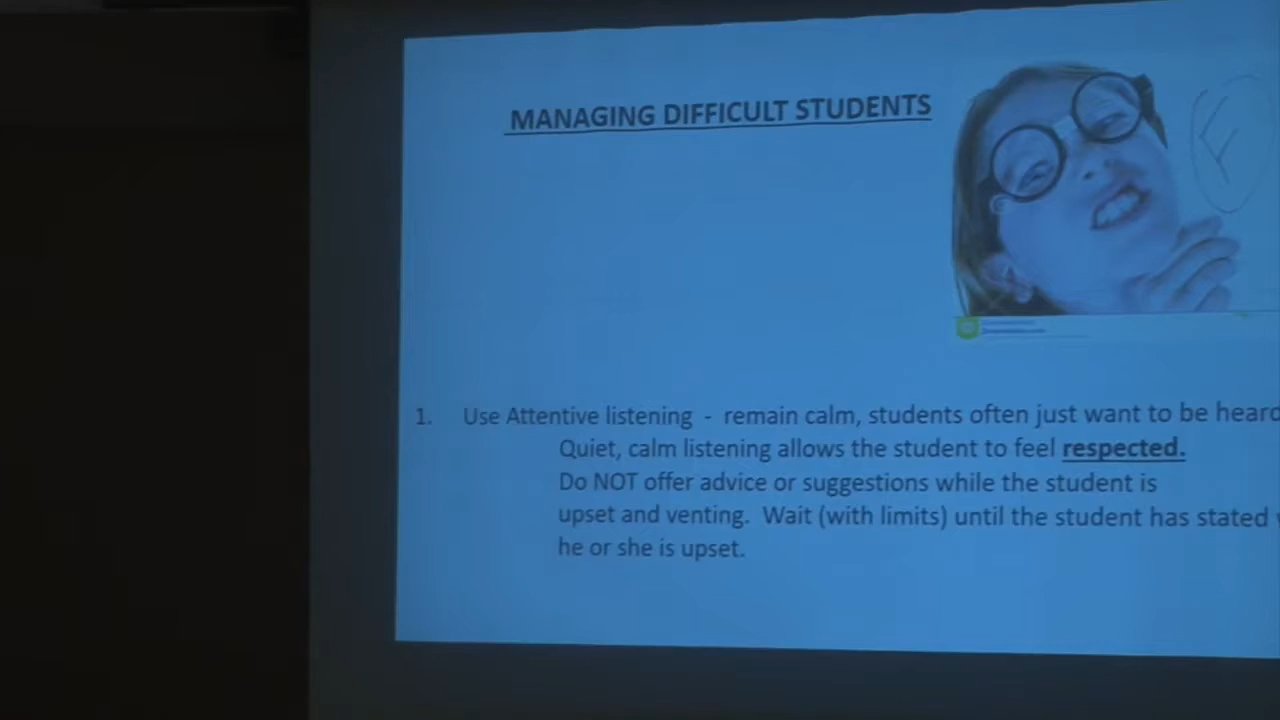 MANAGING DIFFICULT STUDENTS
F
1. Use Attentive listening - remain calm, students often just want to be heard
Quiet, calm listening allows the student to feel respected.
Do NOT offer advice or suggestions while the student is
upset and venting. Wait (with limits) until the student has stated
he or she is upset.